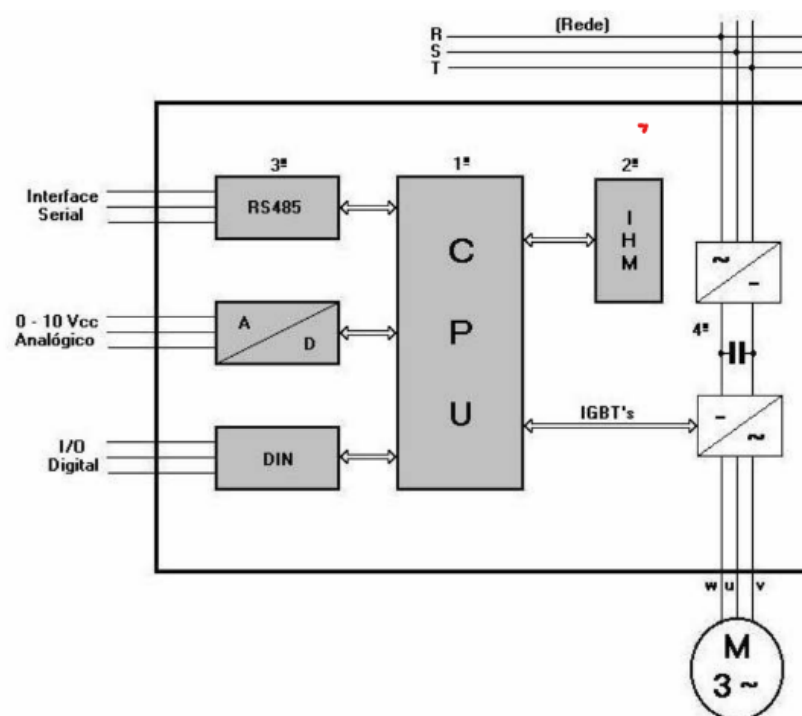 (Rede)
R
S
T
3ª
1ª
2ª
Interface
Serial
RS485
C
P
U
I
H
M
0 - 10 Vcc
Analógico
A
D
~
–
4ª
I/O
Digital
DIN
IGBT's
–
~
w u v
M
3 ~